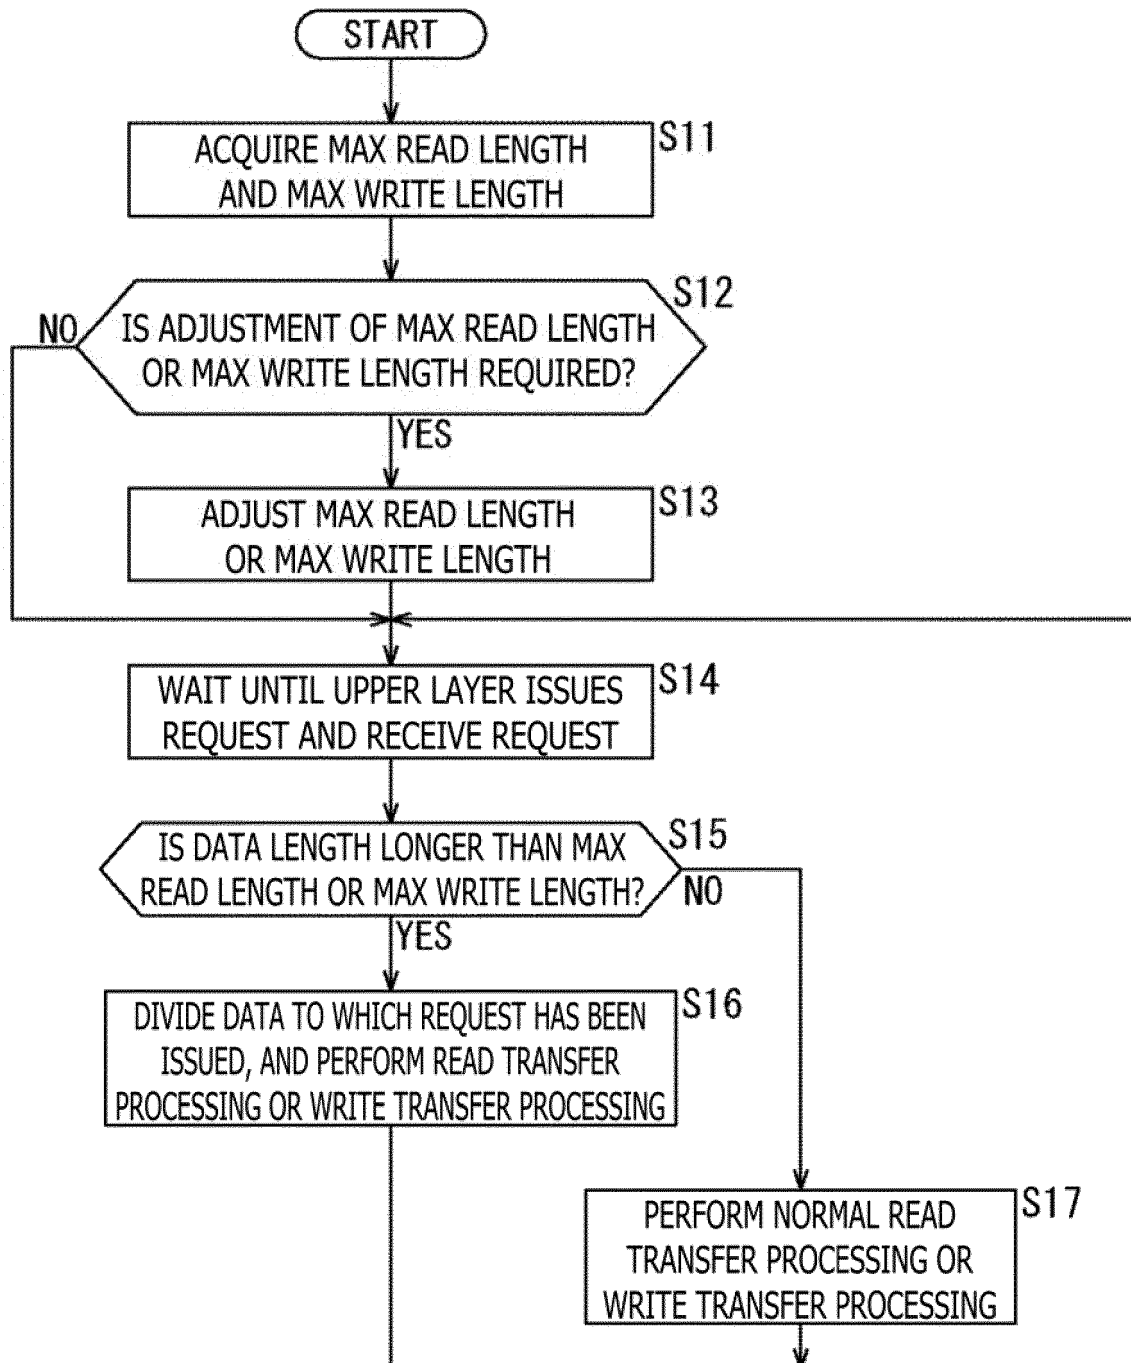 START
S11
ACQUIRE MAX READ LENGTH
AND MAX WRITE LENGTH
S12
NO
IS ADJUSTMENT OF MAX READ LENGTH
OR MAX WRITE LENGTH REQUIRED?
YES
S13
ADJUST MAX READ LENGTH
OR MAX WRITE LENGTH
S14
WAIT UNTIL UPPER LAYER ISSUES
REQUEST AND RECEIVE REQUEST
S15
IS DATA LENGTH LONGER THAN MAX
READ LENGTH OR MAX WRITE LENGTH?
NO
YES
S16
DIVIDE DATA TO WHICH REQUEST HAS BEEN
ISSUED, AND PERFORM READ TRANSFER
PROCESSING OR WRITE TRANSFER PROCESSING
S17
PERFORM NORMAL READ
TRANSFER PROCESSING OR
WRITE TRANSFER PROCESSING